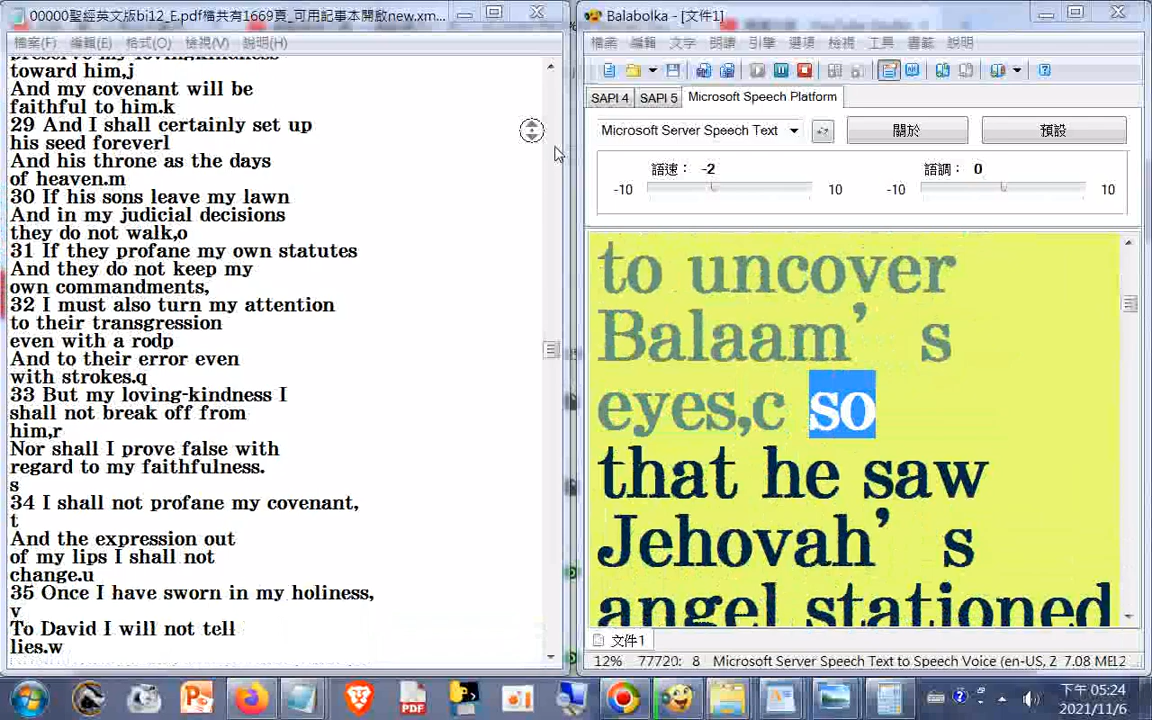 00000聖經英文版bi12_E.pdf檔共有1669頁_可用記事本開啟new.xm...
檔案(F) 編輯(E) 格式(O) 檢視(V) 說明(H)
preserve my loving-kindness
toward him,j
And my covenant will be
faithful to him.k
29 And I shall certainly set up
his seed foreverl
And his throne as the days
of heaven.m
30 If his sons leave my lawn
And in my judicial decisions
they do not walk,o
31 If they profane my own statutes
And they do not keep my
own commandments,
32 I must also turn my attention
to their transgression
even with a rodp
And to their error even
with strokes.q
33 But my loving-kindness I
shall not break off from
him,r
Nor shall I prove false with
regard to my faithfulness.
s
34 I shall not profane my covenant,
t
And the expression out
of my lips I shall not
change.u
35 Once I have sworn in my holiness,
v
To David I will not tell
lies.w
Balabolka - [文件1]
檔案 編輯 文字 朗讀 引擎 選項 檢視 工具 書籤 說明
SAPI 4 SAPI 5 Microsoft Speech Platform
Microsoft Server Speech Text 關於 預設
語速： -2 語調： 0
-10 10 -10 10
to uncover
Balaam’s
eyes,c so
that he saw
Jehovah’s
angel stationed
文件1
12% 77720: 8 Microsoft Server Speech Text to Speech Voice (en-US, Z 7.08 ME12
PDF
下午 05:24
2021/11/6